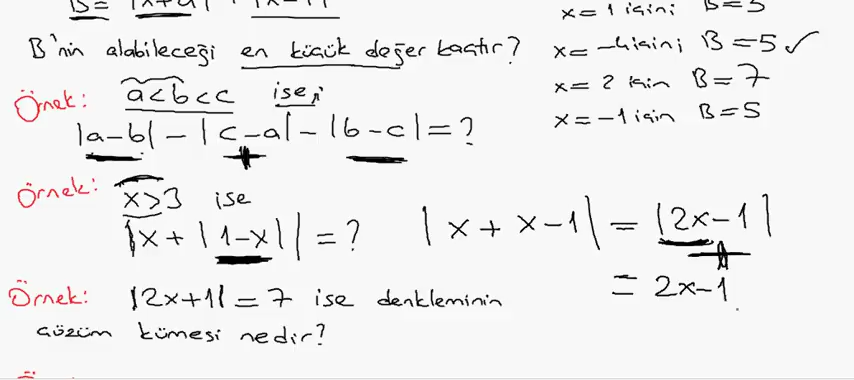 B'nin alabileceği en küçük değer kaçtır?
x=1 için; B=5
x=-4 için; B=5 ✓
x=2 için B=7
x=-1 için B=5
Örnek: a<b<c ise;
|a-b| - |c-a| - |b-c| = ?
Örnek: x>3 ise
|x + |1-x|| = ?
|x + x-1| = |2x-1|
= 2x-1
Örnek: |2x+1| = 7 ise denkleminin
çözüm kümesi nedir?